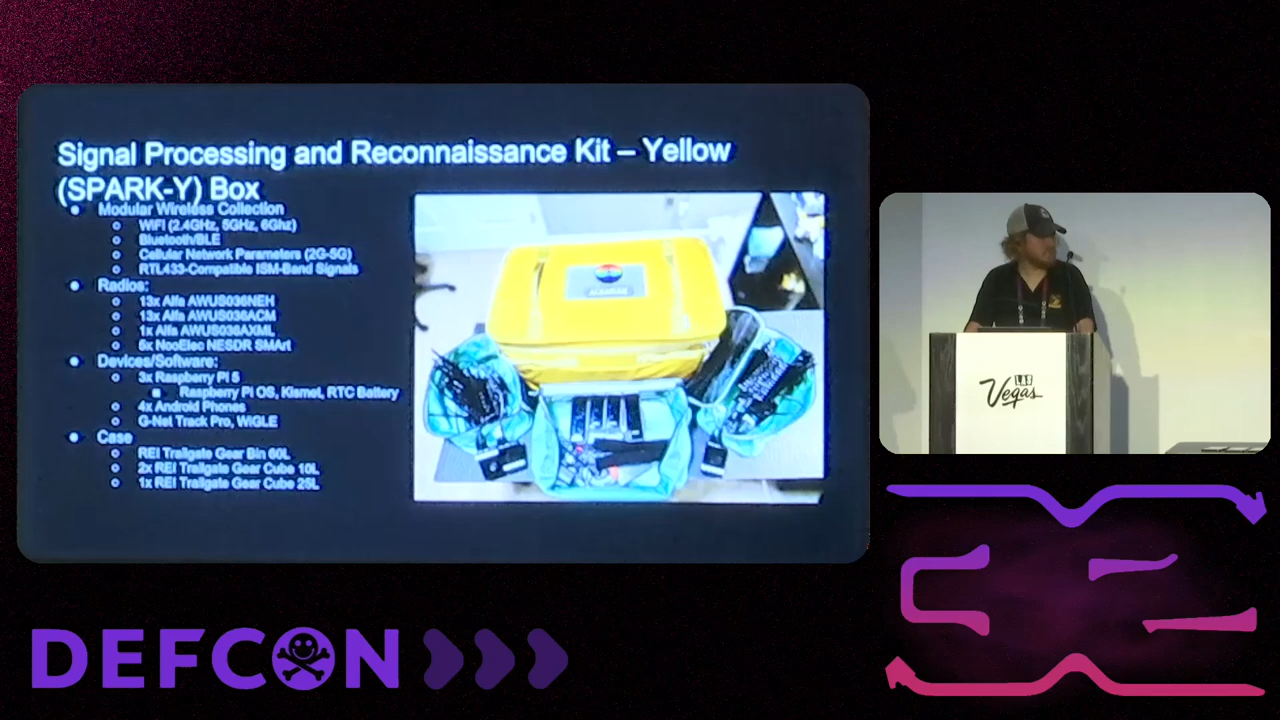 Signal Processing and Reconnaissance Kit – Yellow
(SPARK-Y) Box
Modular Wireless Collection
WiFi (2.4GHz, 5GHz, 6Ghz)
Bluetooth/BLE
Cellular Network Parameters (2G-5G)
RTL433-Compatible ISM-Band Signals
Radios:
13x Alfa AWUS036NEH
13x Alfa AWUS036ACM
1x Alfa AWUS036AXML
6x NooElec NESDR SMArt
Devices/Software:
3x Raspberry Pi 5
Raspberry Pi OS, Kismet, RTC Battery
4x Android Phones
G-Net Track Pro, WiGLE
Case
REI Trailgate Gear Bin 60L
2x REI Trailgate Gear Cube 10L
1x REI Trailgate Gear Cube 25L
LAS
Vegas
DEFCON